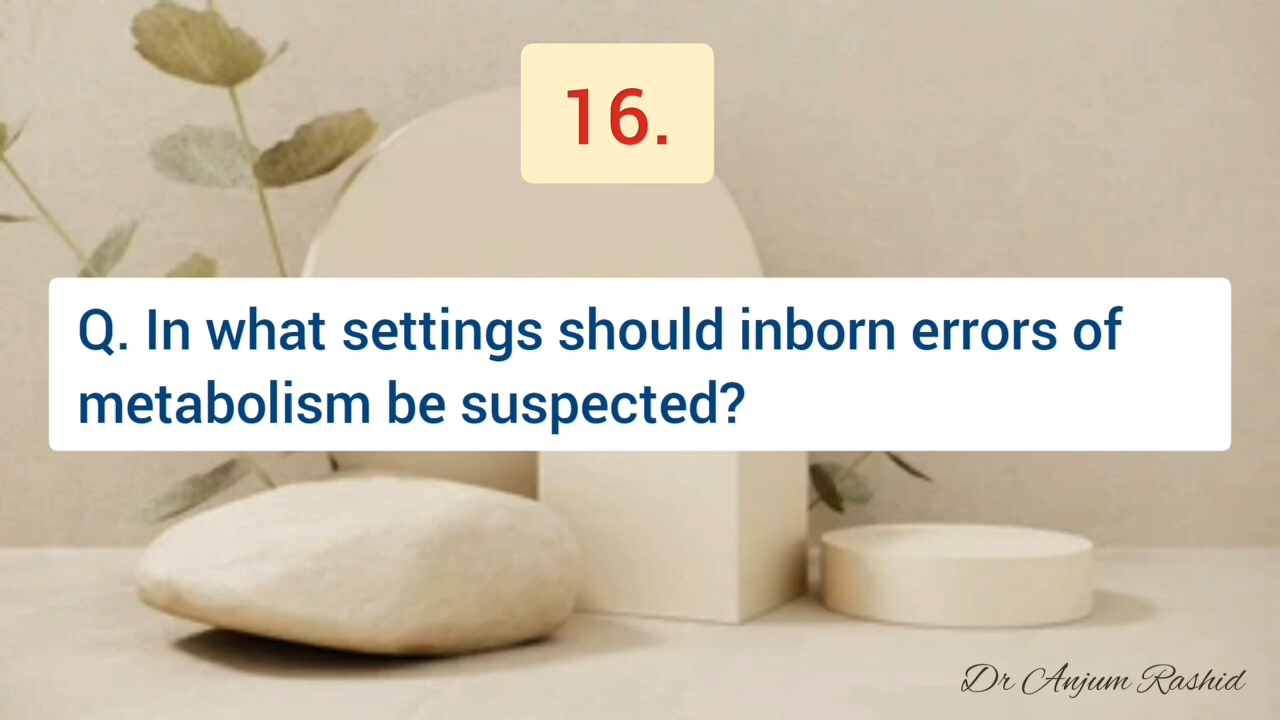 16.
Q. In what settings should inborn errors of
metabolism be suspected?
Dr Anjum Rashid